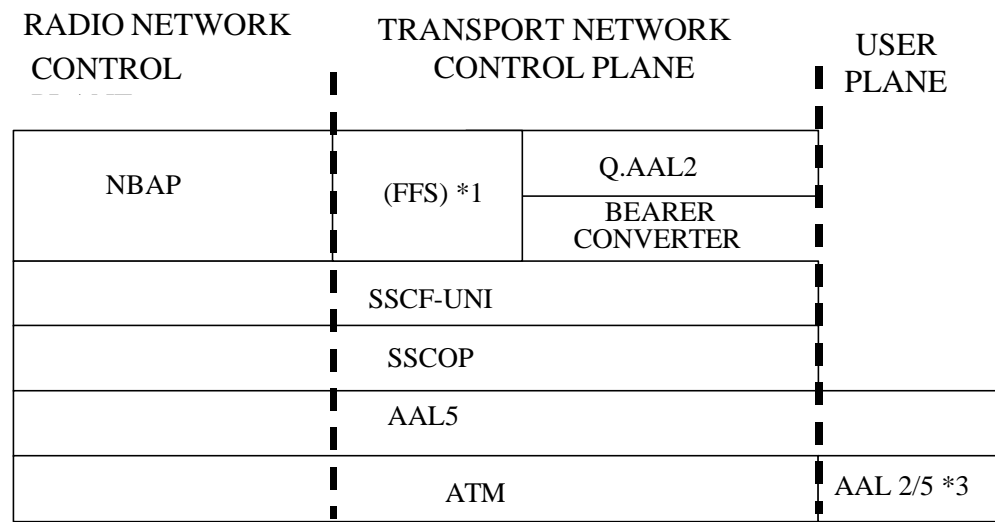 RADIO NETWORK
CONTROL
TRANSPORT NETWORK
CONTROL PLANE
USER
PLANE
NBAP
(FFS) *1
Q.AAL2
BEARER
CONVERTER
SSCF-UNI
SSCOP
AAL5
ATM
AAL 2/5 *3